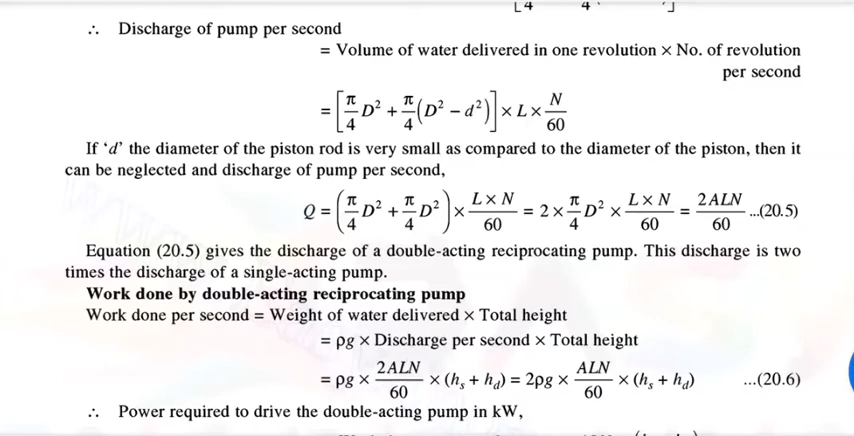 [4 4 ]
∴ Discharge of pump per second
= Volume of water delivered in one revolution × No. of revolution
per second
= [π/4 D² + π/4 (D² – d²)] × L × N/60
If ‘d’ the diameter of the piston rod is very small as compared to the diameter of the piston, then it
can be neglected and discharge of pump per second,
Q = (π/4 D² + π/4 D²) × L × N/60 = 2 × π/4 D² × L × N/60 = 2ALN/60 ...(20.5)
Equation (20.5) gives the discharge of a double-acting reciprocating pump. This discharge is two
times the discharge of a single-acting pump.
Work done by double-acting reciprocating pump
Work done per second = Weight of water delivered × Total height
= ρg × Discharge per second × Total height
= ρg × 2ALN/60 × (hₛ + h_d) = 2ρg × ALN/60 × (hₛ + h_d) ...(20.6)
∴ Power required to drive the double-acting pump in kW,